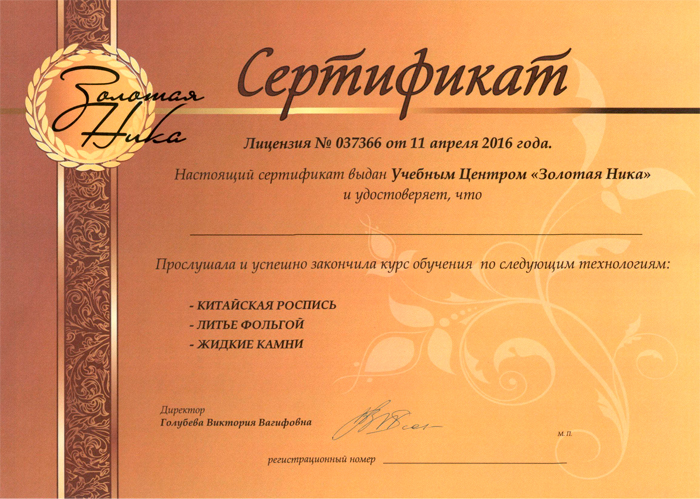 Золотая
Ника
Сертификат
Лицензия № 037366 от 11 апреля 2016 года.
Настоящий сертификат выдан Учебным Центром «Золотая Ника»
и удостоверяет, что
Прослушала и успешно закончила курс обучения по следующим технологиям:
- КИТАЙСКАЯ РОСПИСЬ
- ЛИТЬЕ ФОЛЬГОЙ
- ЖИДКИЕ КАМНИ
Директор
Голубева Виктория Вагифовна
М.П.
регистрационный номер